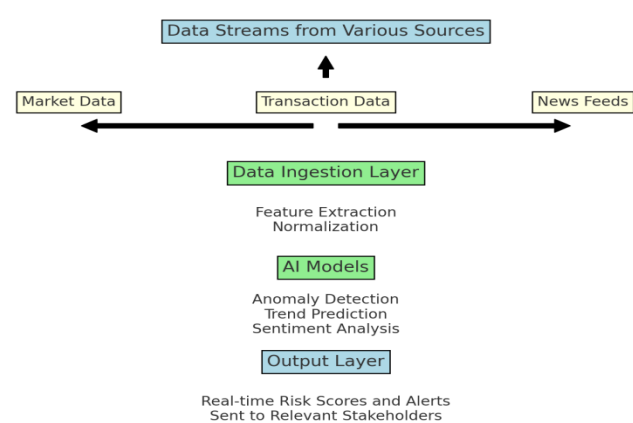 Data Streams from Various Sources
Market Data
Transaction Data
News Feeds
Data Ingestion Layer
Feature Extraction
Normalization
AI Models
Anomaly Detection
Trend Prediction
Sentiment Analysis
Output Layer
Real-time Risk Scores and Alerts
Sent to Relevant Stakeholders